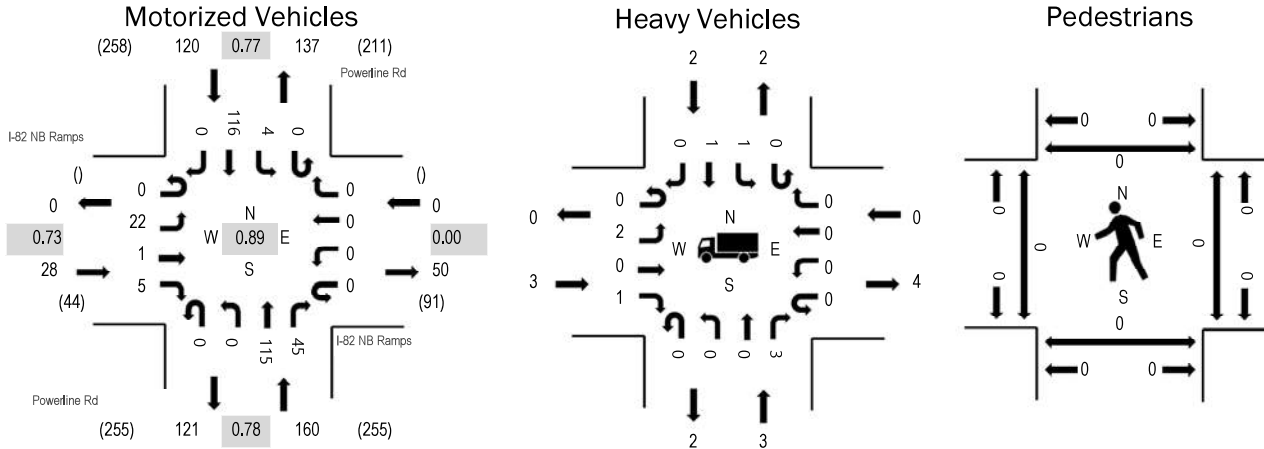 Motorized Vehicles
(258) 120 0.77 137 (211)
Powerline Rd
I-82 NB Ramps
0 116 4 0
()
0
0
22
1
5
0.73
28
(44)
N
W 0.89 E
S
0
0
0
0
()
0
0.00
50
(91)
0 0 115 45
I-82 NB Ramps
Powerline Rd
(255) 121 0.78 160 (255)
Heavy Vehicles
2 2
0 1 1 0
0
2
0
1
0
3
N
W E
S
0
0
0
0
0
4
0 0 0 3
2 3
Pedestrians
0 0
0
N
W E
S
0
0
0
0
0
0
0
0 0